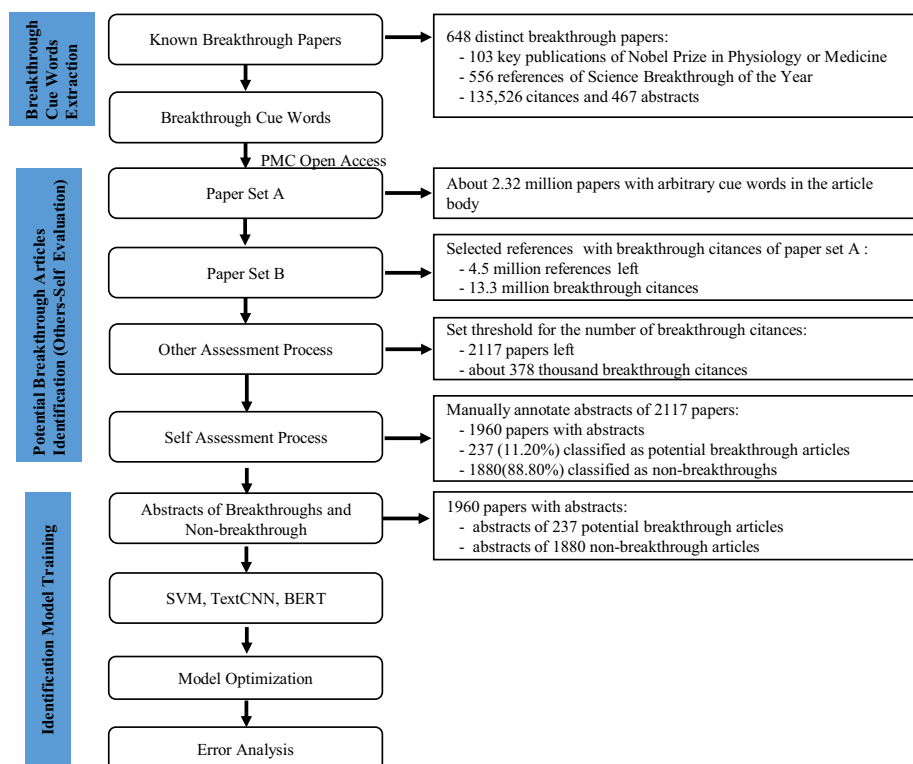 Breakthrough
Cue Words
Extraction
Known Breakthrough Papers
648 distinct breakthrough papers:
- 103 key publications of Nobel Prize in Physiology or Medicine
- 556 references of Science Breakthrough of the Year
- 135,526 citances and 467 abstracts
Breakthrough Cue Words
PMC Open Access
Potential Breakthrough Articles
Identification (Others-Self Evaluation)
Paper Set A
About 2.32 million papers with arbitrary cue words in the article
body
Paper Set B
Selected references with breakthrough citances of paper set A :
- 4.5 million references left
- 13.3 million breakthrough citances
Other Assessment Process
Set threshold for the number of breakthrough citances:
- 2117 papers left
- about 378 thousand breakthrough citances
Self Assessment Process
Manually annotate abstracts of 2117 papers:
- 1960 papers with abstracts
- 237 (11.20%) classified as potential breakthrough articles
- 1880(88.80%) classified as non-breakthroughs
Identification Model Training
Abstracts of Breakthroughs and
Non-breakthrough
1960 papers with abstracts:
- abstracts of 237 potential breakthrough articles
- abstracts of 1880 non-breakthrough articles
SVM, TextCNN, BERT
Model Optimization
Error Analysis